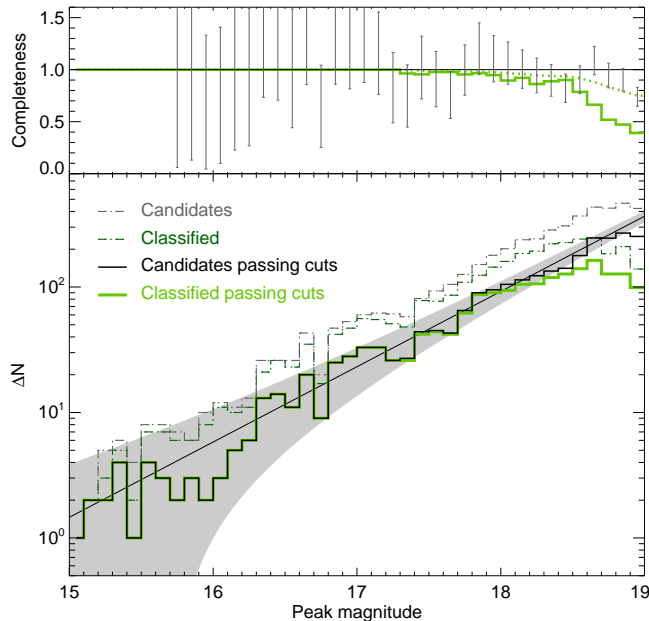 1.5
1.0
0.5
0.0
Completeness
Candidates
Classified
Candidates passing cuts
Classified passing cuts
10²
10¹
10⁰
ΔN
15 16 17 18 19
Peak magnitude